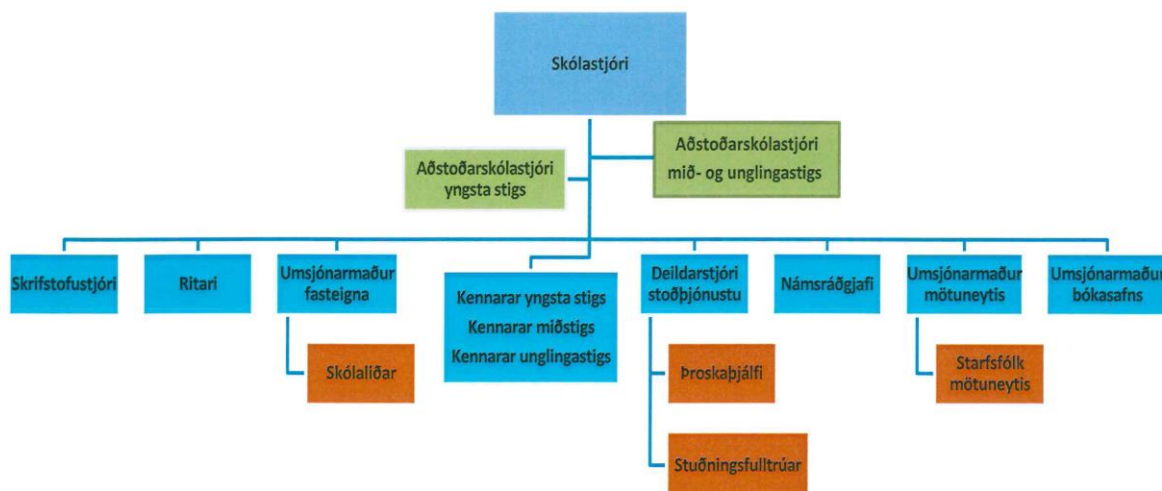 Skólastjóri
Aðstoðarskólastjóri
yngsta stigs
Aðstoðarskólastjóri
mið- og unglingastigs
Skrifstofustjóri
Ritari
Umsjónarmaður
fasteigna
Kennarar yngsta stigs
Kennarar miðstigs
Kennarar unglingastigs
Deildarstjóri
stoðþjónustu
Námsráðgjafi
Umsjónarmaður
mötuneytis
Umsjónarmaður
bókasafns
Skólaliðar
Þroskaþjálfi
Stuðningsfulltrúar
Starfsfólk
mötuneytis